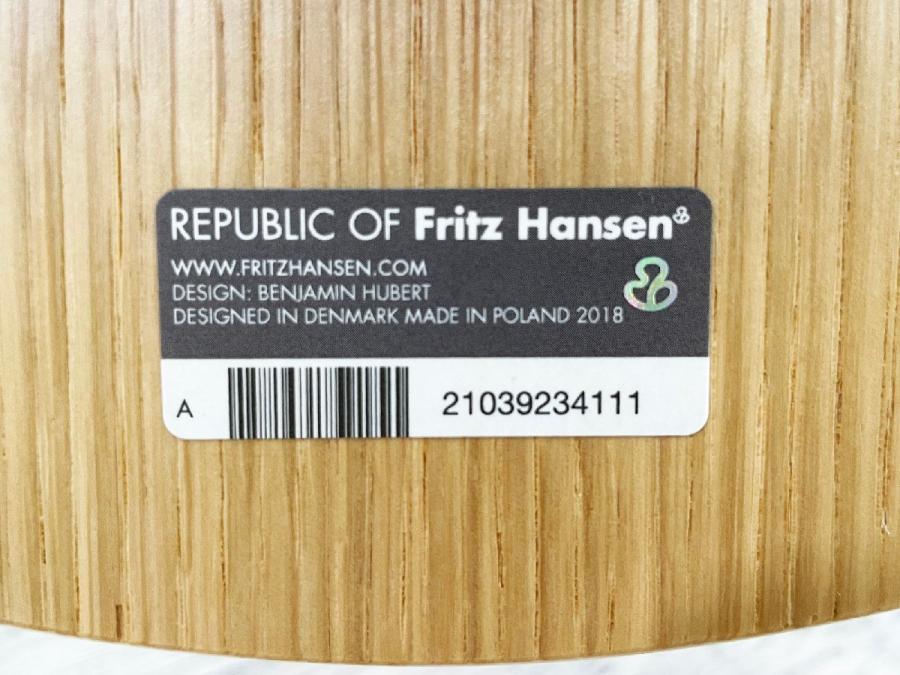 REPUBLIC OF Fritz Hansen
WWW.FRITZHANSEN.COM
DESIGN: BENJAMIN HUBERT
DESIGNED IN DENMARK MADE IN POLAND 2018
A 21039234111